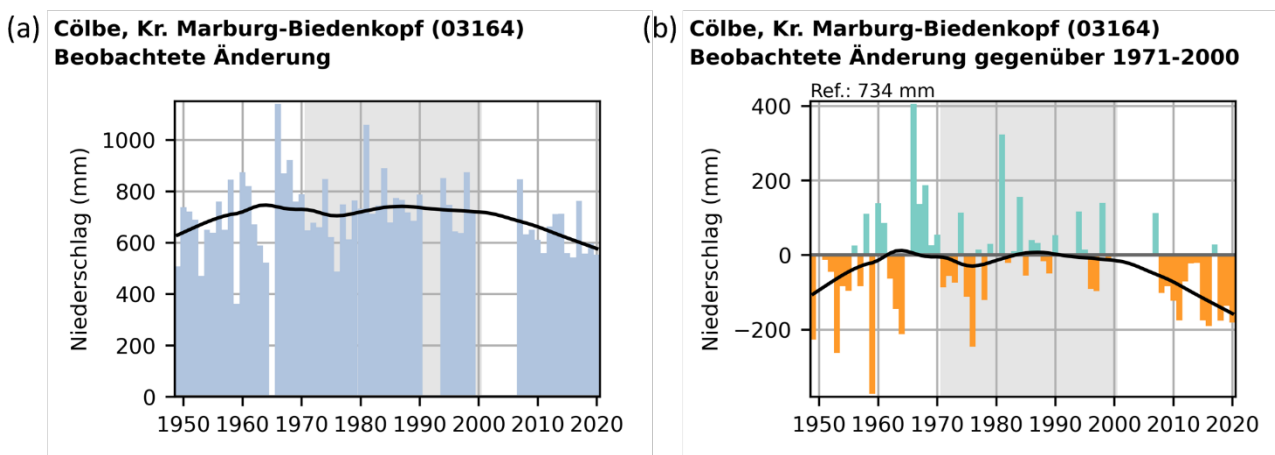 (a) Cölbe, Kr. Marburg-Biedenkopf (03164)
Beobachtete Änderung
Niederschlag (mm)
1000
800
600
400
200
0
1950 1960 1970 1980 1990 2000 2010 2020
(b) Cölbe, Kr. Marburg-Biedenkopf (03164)
Beobachtete Änderung gegenüber 1971-2000
Ref.: 734 mm
Niederschlag (mm)
400
200
0
−200
1950 1960 1970 1980 1990 2000 2010 2020